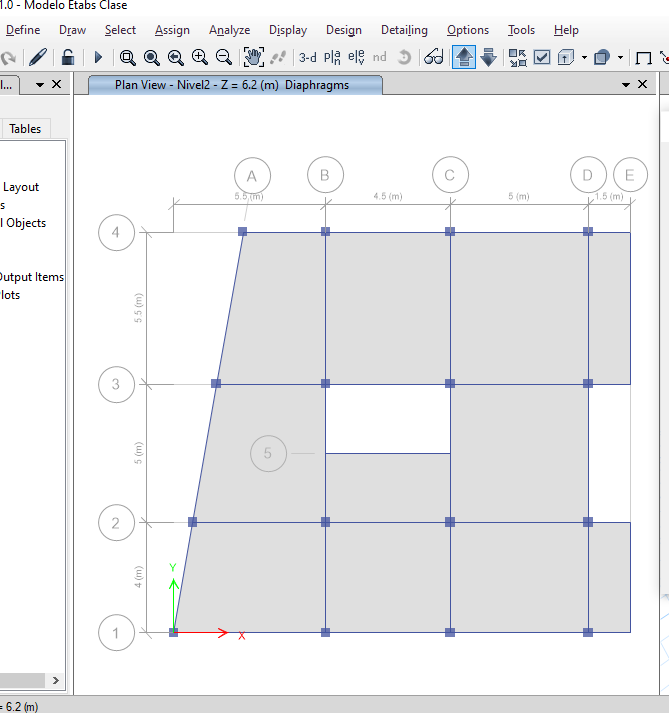 1.0 - Modelo Etabs Clase
Define Draw Select Assign Analyze Display Design Detailing Options Tools Help
3-d pla ele nd
l... Plan View - Nivel2 - Z = 6.2 (m) Diaphragms
Tables
Layout
s
l Objects
Output Items
lots
A B C D E
5.5 (m) 4.5 (m) 5 (m) 1.5 (m)
4
5.5 (m)
3
5 (m)
5
2
Y
4 (m)
1
X
= 6.2 (m)